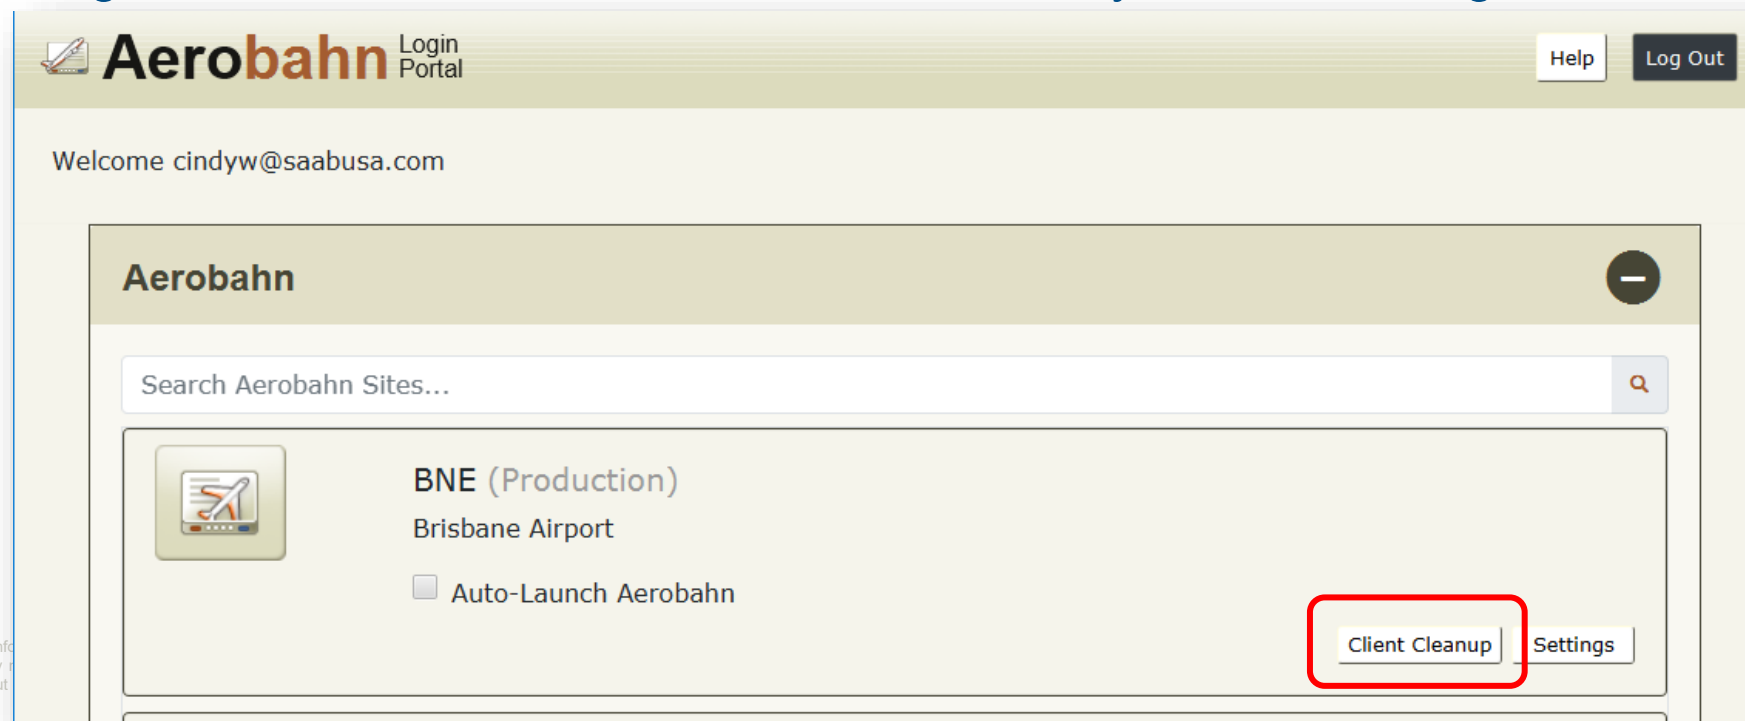 Aerobahn Login Portal
Help
Log Out
Welcome cindyw@saabusa.com
Aerobahn
Search Aerobahn Sites...
BNE (Production)
Brisbane Airport
Auto-Launch Aerobahn
Client Cleanup
Settings